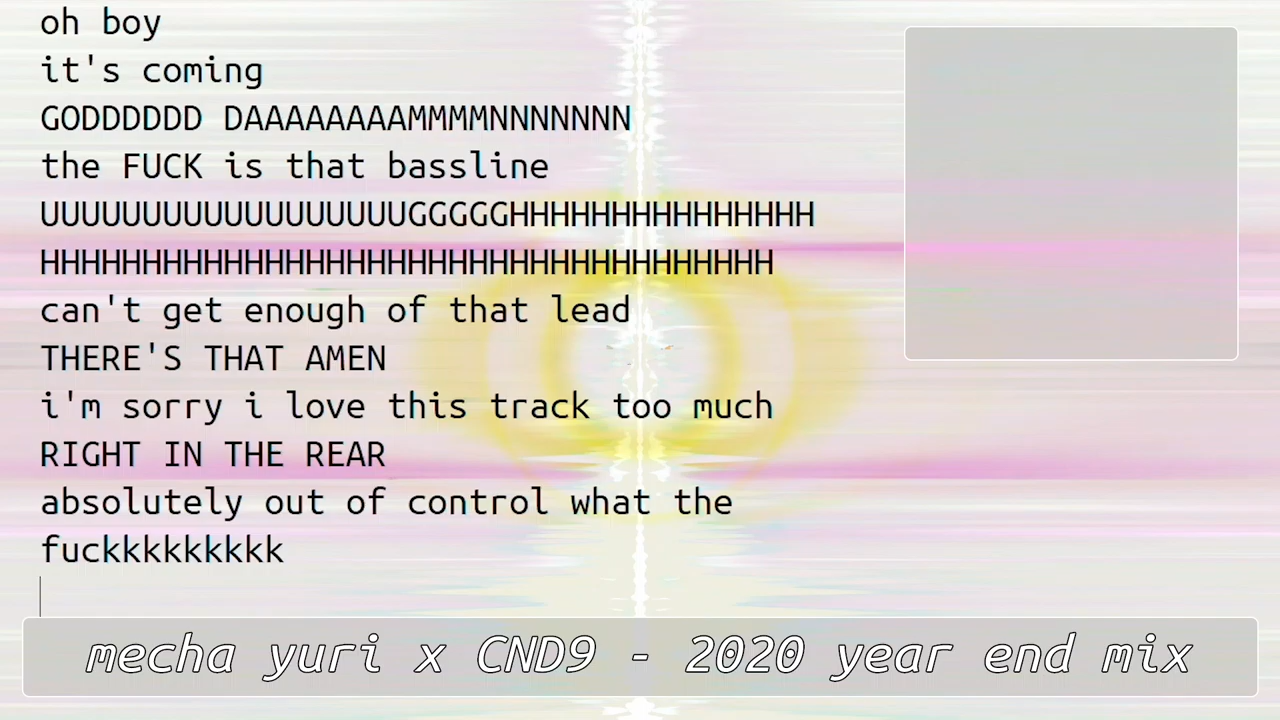 oh boy
it's coming
GODDDDDD DAAAAAAAAMMMMNNNNNNN
the FUCK is that bassline
UUUUUUUUUUUUUUUUUUGGGGGHHHHHHHHHHHHHHH
HHHHHHHHHHHHHHHHHHHHHHHHHHHHHHHHHHHH
can't get enough of that lead
THERE'S THAT AMEN
i'm sorry i love this track too much
RIGHT IN THE REAR
absolutely out of control what the
fuckkkkkkkkk
mecha yuri x CND9 - 2020 year end mix